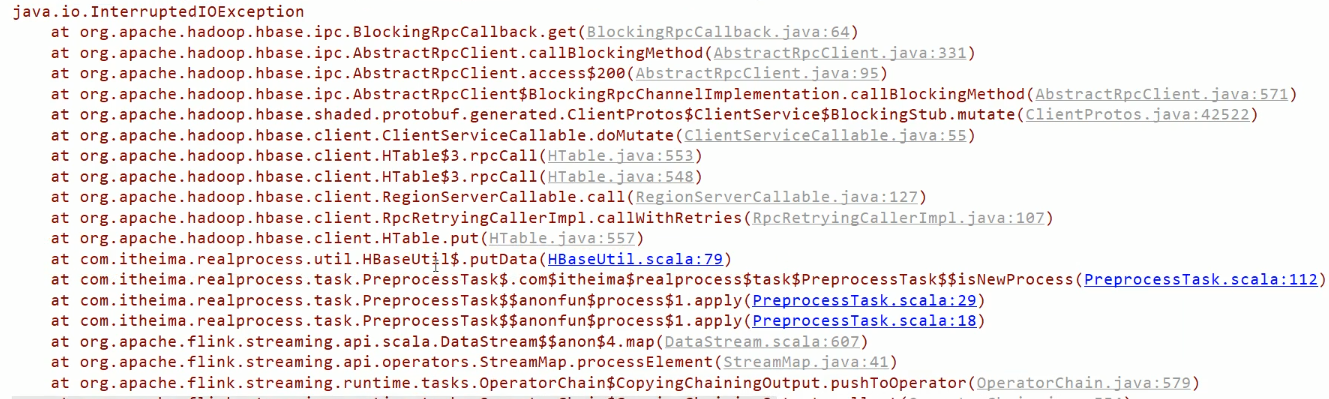 java.io.InterruptedIOException
at org.apache.hadoop.hbase.ipc.BlockingRpcCallback.get(BlockingRpcCallback.java:64)
at org.apache.hadoop.hbase.ipc.AbstractRpcClient.callBlockingMethod(AbstractRpcClient.java:331)
at org.apache.hadoop.hbase.ipc.AbstractRpcClient.access$200(AbstractRpcClient.java:95)
at org.apache.hadoop.hbase.ipc.AbstractRpcClient$BlockingRpcChannelImplementation.callBlockingMethod(AbstractRpcClient.java:571)
at org.apache.hadoop.hbase.shaded.protobuf.generated.ClientProtos$ClientService$BlockingStub.mutate(ClientProtos.java:42522)
at org.apache.hadoop.hbase.client.ClientServiceCallable.doMutate(ClientServiceCallable.java:55)
at org.apache.hadoop.hbase.client.HTable$3.rpcCall(HTable.java:553)
at org.apache.hadoop.hbase.client.HTable$3.rpcCall(HTable.java:548)
at org.apache.hadoop.hbase.client.RegionServerCallable.call(RegionServerCallable.java:127)
at org.apache.hadoop.hbase.client.RpcRetryingCallerImpl.callWithRetries(RpcRetryingCallerImpl.java:107)
at org.apache.hadoop.hbase.client.HTable.put(HTable.java:557)
at com.itheima.realprocess.util.HBaseUtil$.putData(HBaseUtil.scala:79)
at com.itheima.realprocess.task.PreprocessTask$.com$itheima$realprocess$task$PreprocessTask$$isNewProcess(PreprocessTask.scala:112)
at com.itheima.realprocess.task.PreprocessTask$$anonfun$process$1.apply(PreprocessTask.scala:29)
at com.itheima.realprocess.task.PreprocessTask$$anonfun$process$1.apply(PreprocessTask.scala:18)
at org.apache.flink.streaming.api.scala.DataStream$$anon$4.map(DataStream.scala:607)
at org.apache.flink.streaming.api.operators.StreamMap.processElement(StreamMap.java:41)
at org.apache.flink.streaming.runtime.tasks.OperatorChain$CopyingChainingOutput.pushToOperator(OperatorChain.java:579)